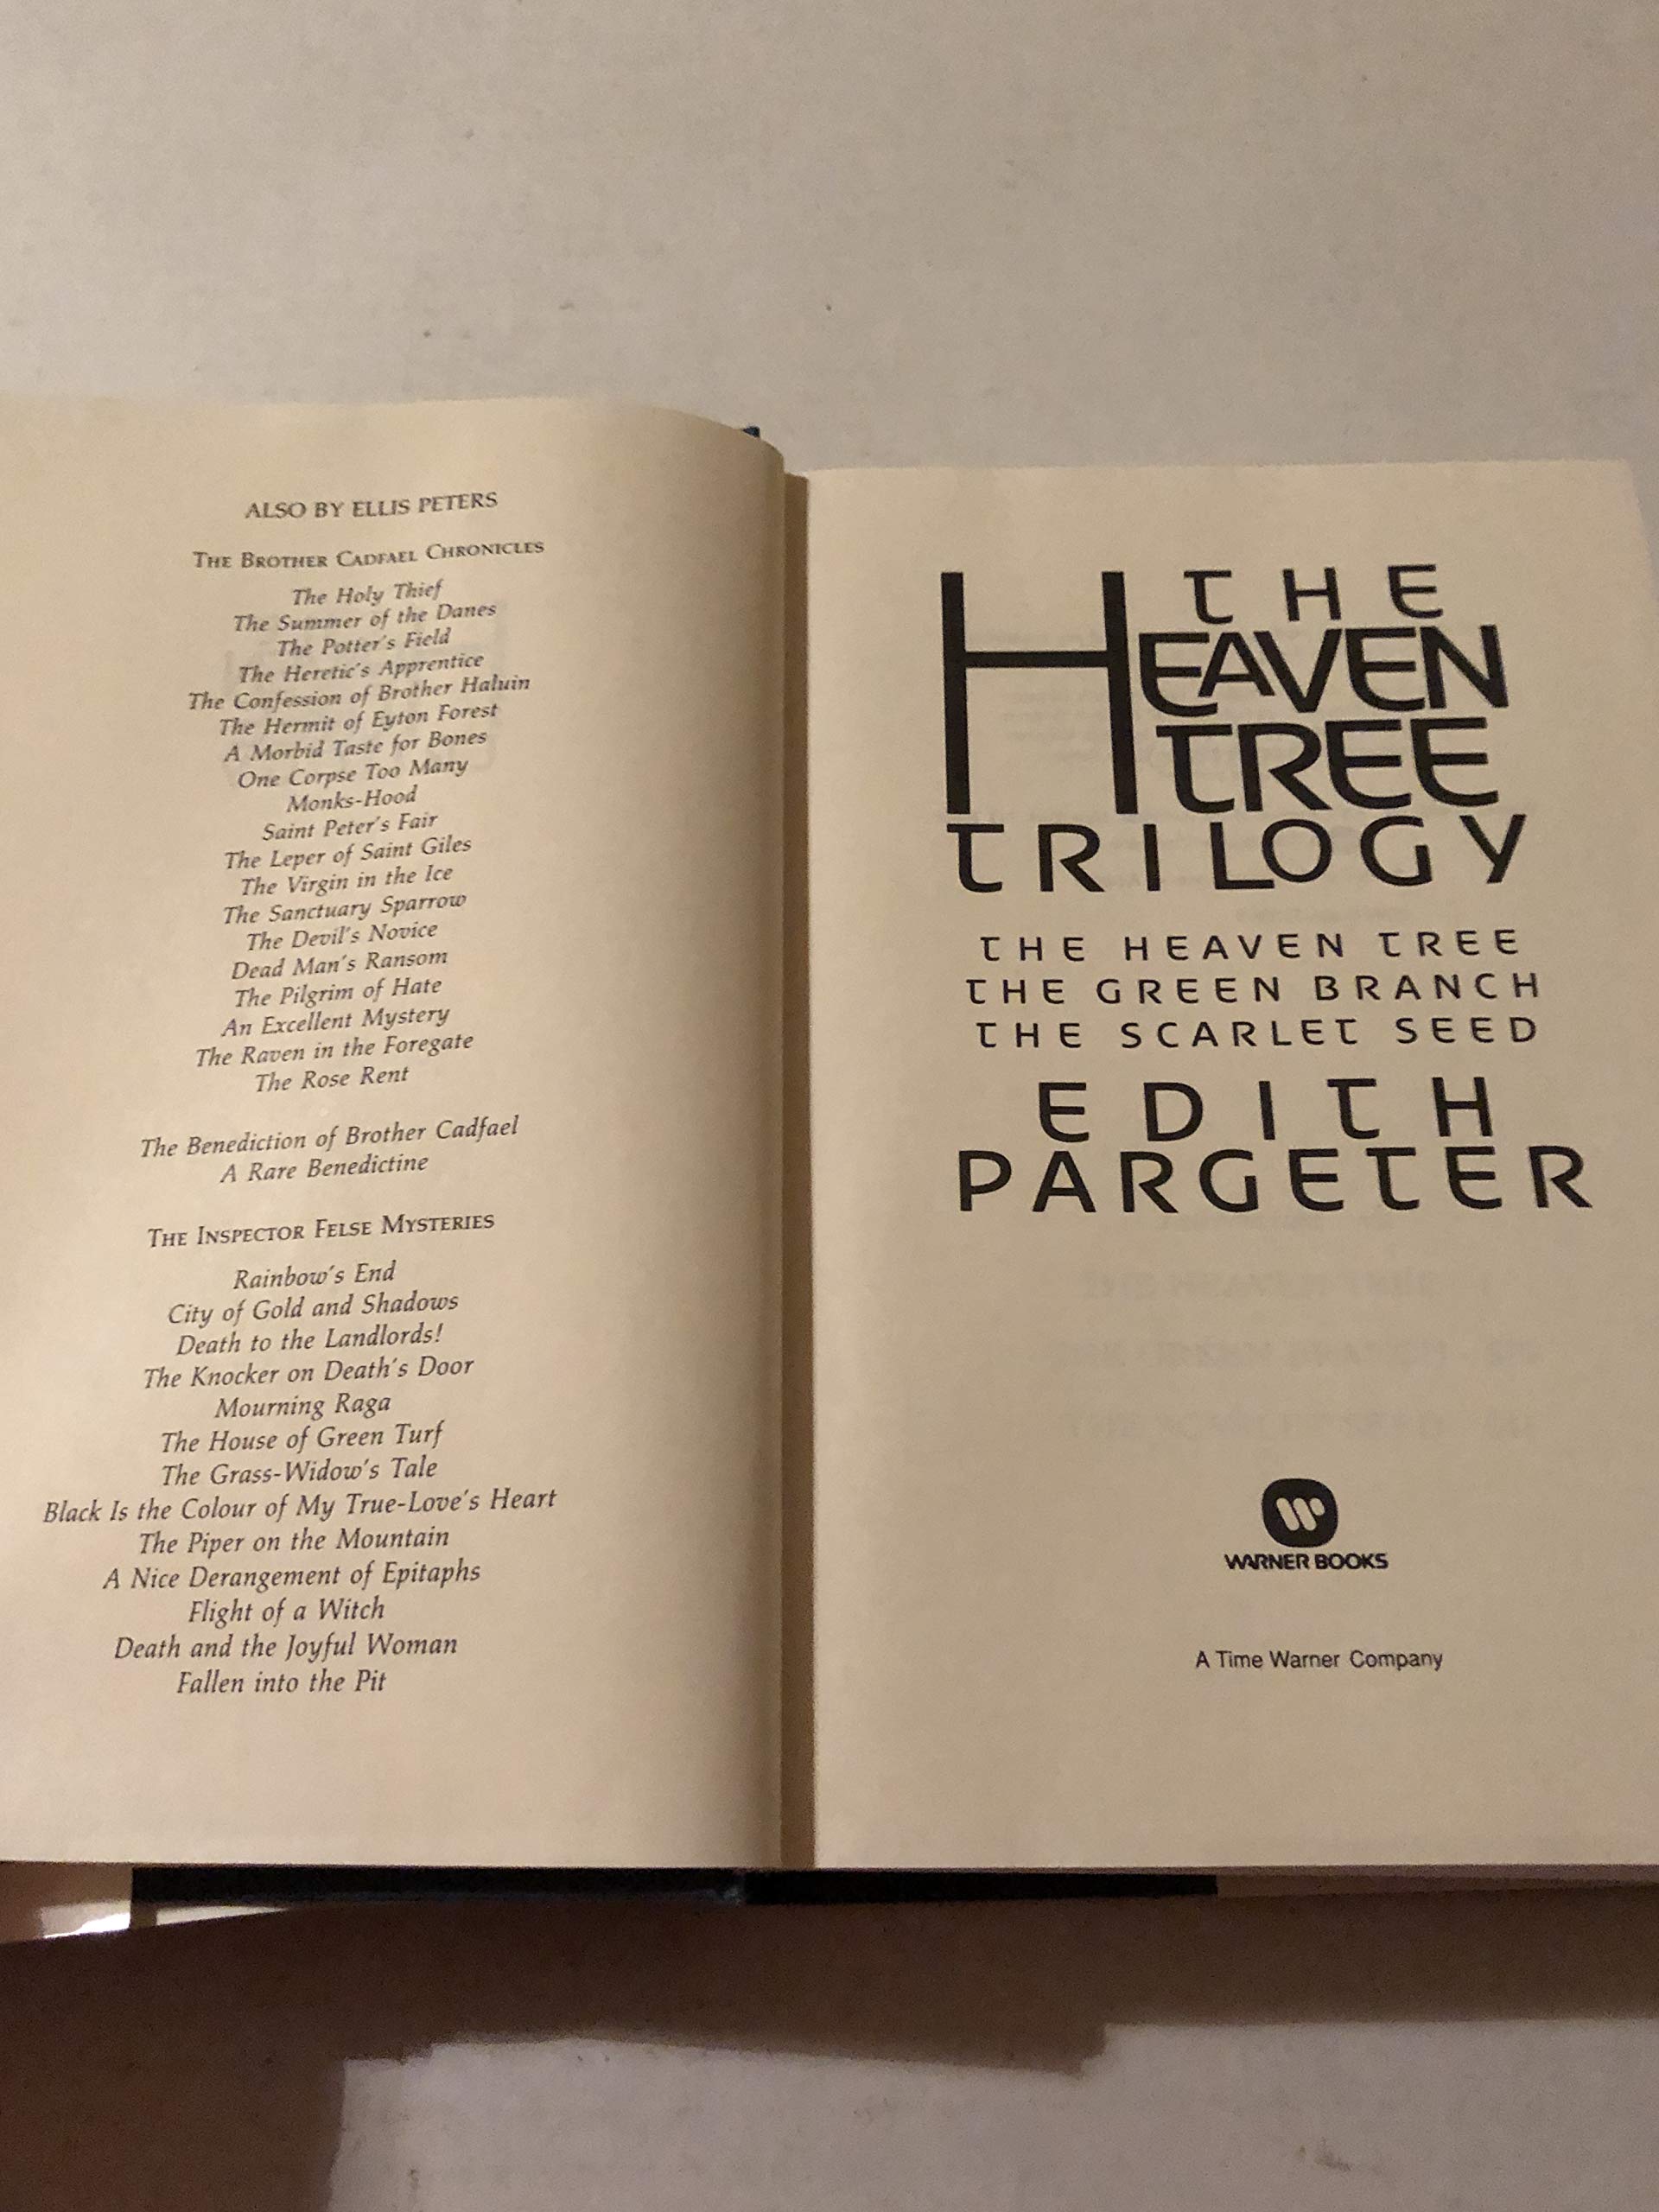 ALSO BY ELLIS PETERS
THE BROTHER CADFAEL CHRONICLES
The Holy Thief
The Summer of the Danes
The Potter's Field
The Heretic's Apprentice
The Confession of Brother Haluin
The Hermit of Eyton Forest
A Morbid Taste for Bones
One Corpse Too Many
Monks-Hood
Saint Peter's Fair
The Leper of Saint Giles
The Virgin in the Ice
The Sanctuary Sparrow
The Devil's Novice
Dead Man's Ransom
The Pilgrim of Hate
An Excellent Mystery
The Raven in the Foregate
The Rose Rent
The Benediction of Brother Cadfael
A Rare Benedictine
THE INSPECTOR FELSE MYSTERIES
Rainbow's End
City of Gold and Shadows
Death to the Landlords!
The Knocker on Death's Door
Mourning Raga
The House of Green Turf
The Grass-Widow's Tale
Black Is the Colour of My True-Love's Heart
The Piper on the Mountain
A Nice Derangement of Epitaphs
Flight of a Witch
Death and the Joyful Woman
Fallen into the Pit
THE
HEAVEN
TREE
TRILOGY
THE HEAVEN TREE
THE GREEN BRANCH
THE SCARLET SEED
EDITH
PARGETER
WARNER BOOKS
A Time Warner Company